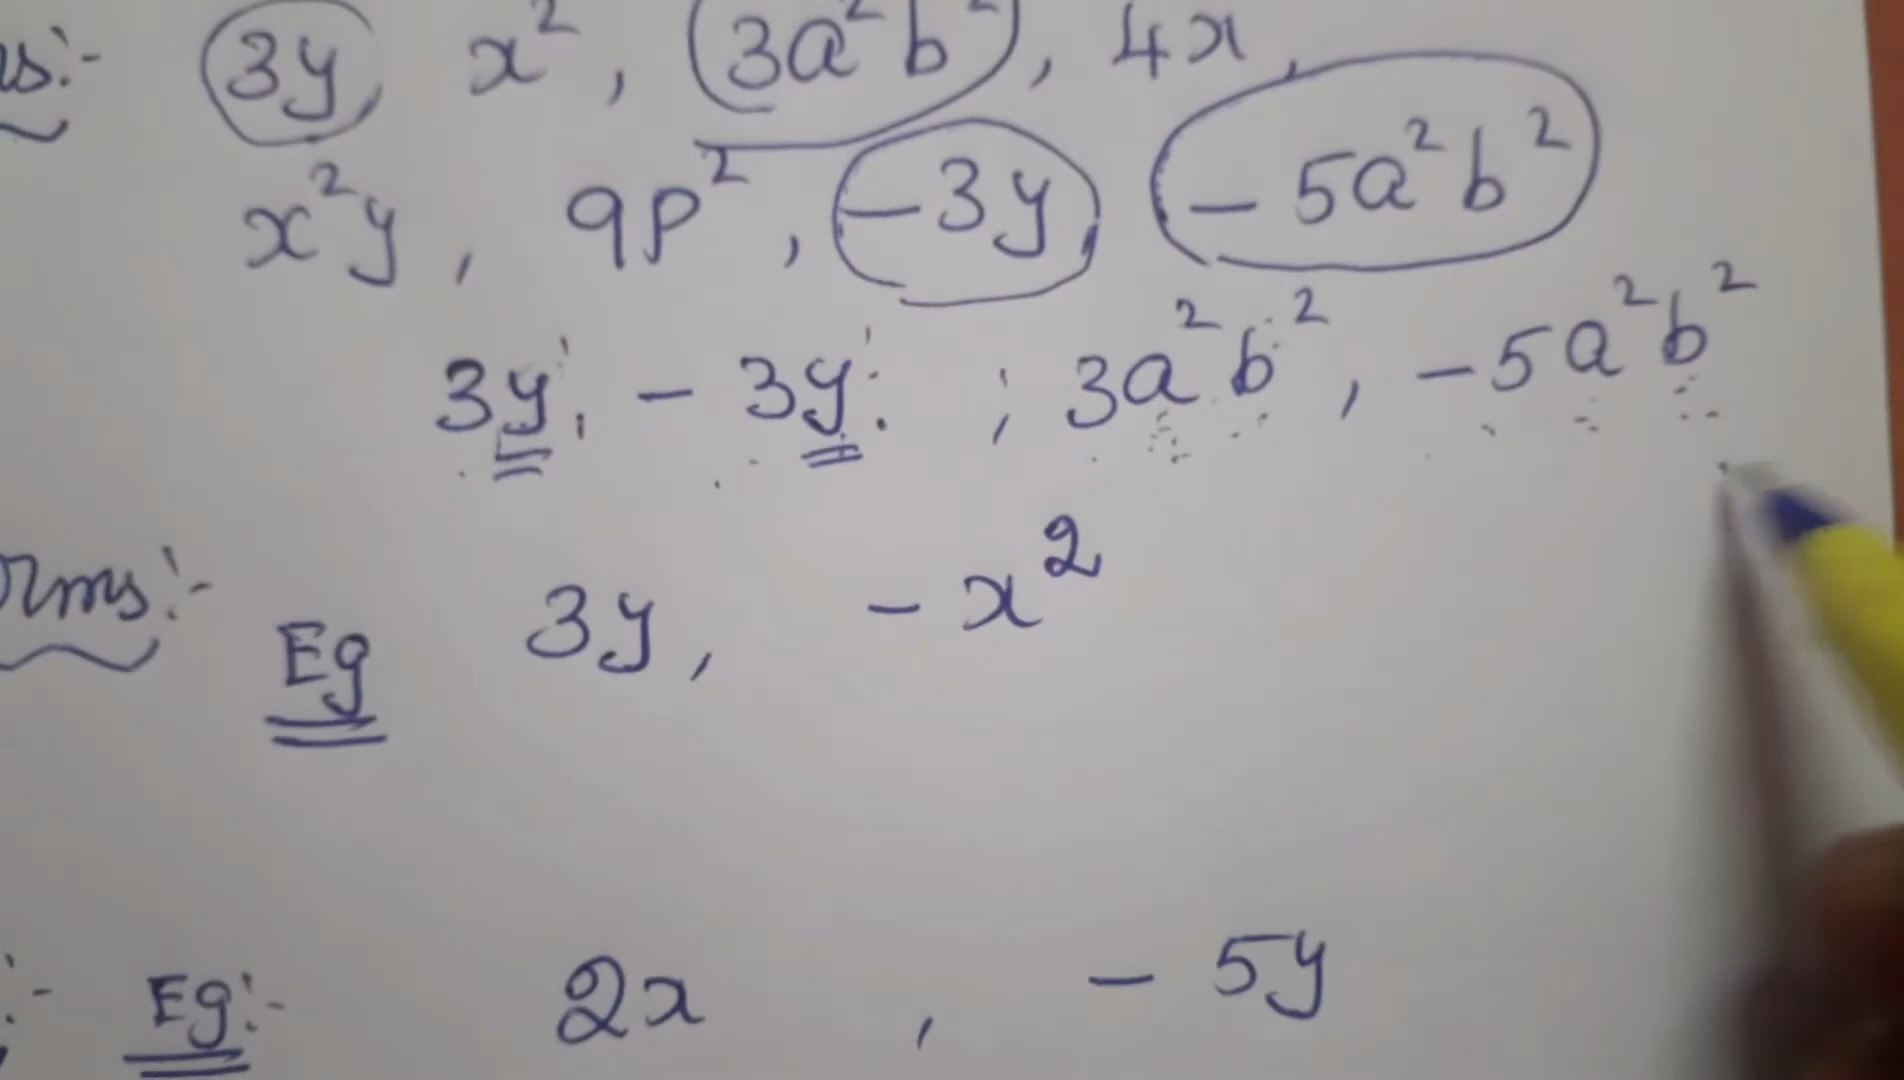 3y x², 3a²b², 4x,
x²y, 9p², -3y -5a²b²
3y, -3y ; 3a²b², -5a²b²
Eg 3y, -x²
Eg:- 2x , -5y